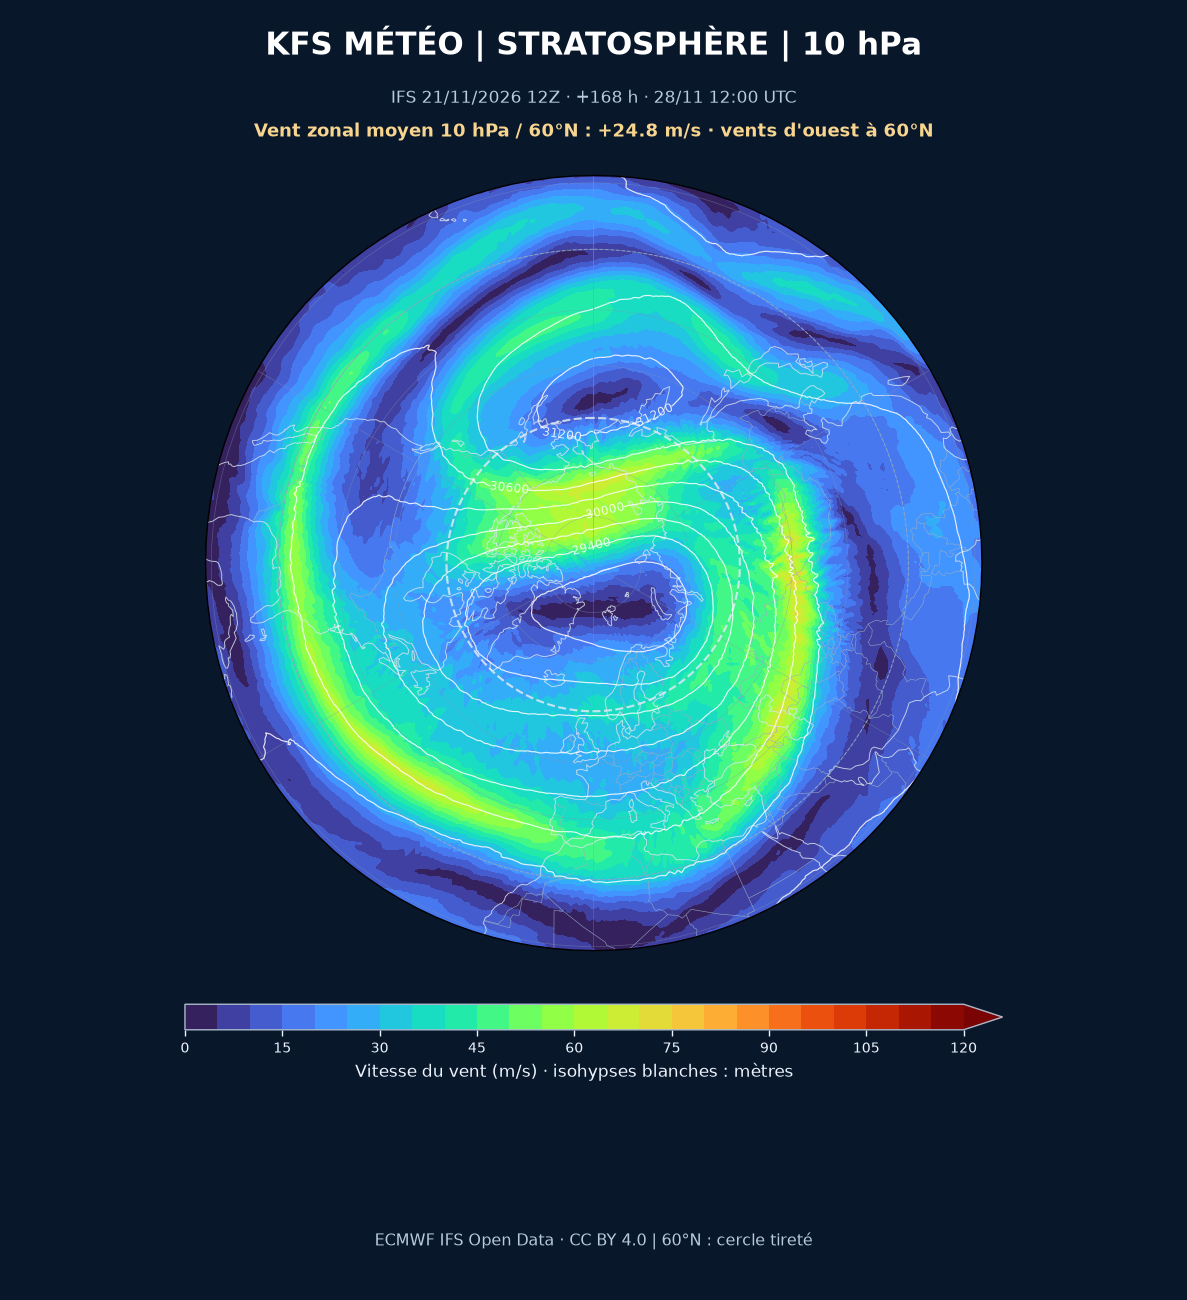 KFS MÉTÉO | STRATOSPHÈRE | 10 hPa
IFS 21/11/2026 12Z · +168 h · 28/11 12:00 UTC
Vent zonal moyen 10 hPa / 60°N : +24.8 m/s · vents d'ouest à 60°N
31200
31200
30600
30000
29400
0 15 30 45 60 75 90 105 120
Vitesse du vent (m/s) · isohypses blanches : mètres
ECMWF IFS Open Data · CC BY 4.0 | 60°N : cercle tireté